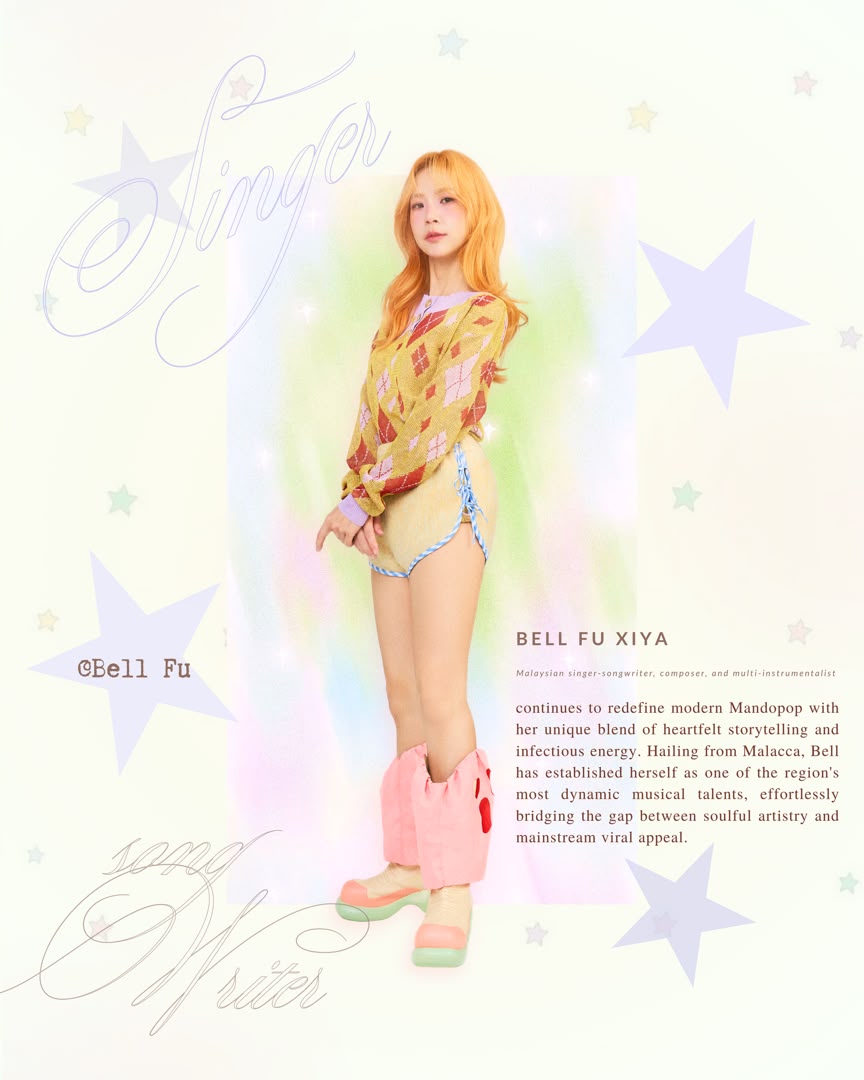 Singer
@Bell Fu
BELL FU XIYA
Malaysian singer-songwriter, composer, and multi-instrumentalist
continues to redefine modern Mandopop with
her unique blend of heartfelt storytelling and
infectious energy. Hailing from Malacca, Bell
has established herself as one of the region's
most dynamic musical talents, effortlessly
bridging the gap between soulful artistry and
mainstream viral appeal.
song
Writer